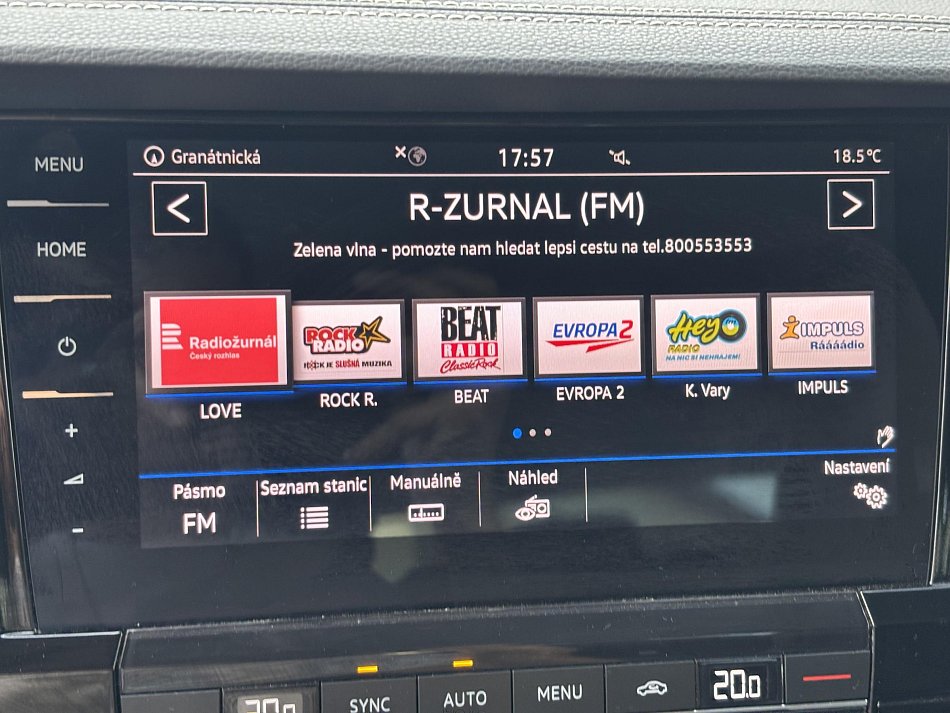 MENU
HOME
+
-
Granátnická
17:57
18.5°C
<
R-ZURNAL (FM)
>
Zelena vlna - pomozte nam hledat lepsi cestu na tel.800553553
Radiožurnál
Český rozhlas
LOVE
ROCK
RADIO
ROCK JE SLUŠNÁ MUZIKA
ROCK R.
BEAT
RADIO
Classic Rock
BEAT
EVROPA 2
EVROPA 2
Hey
RADIO
NA NIC SI NEHRAJEM!
K. Vary
IMPULS
Ráááádio
IMPULS
Pásmo
FM
Seznam stanic
Manuálně
Náhled
Nastavení
SYNC
AUTO
MENU
20.0